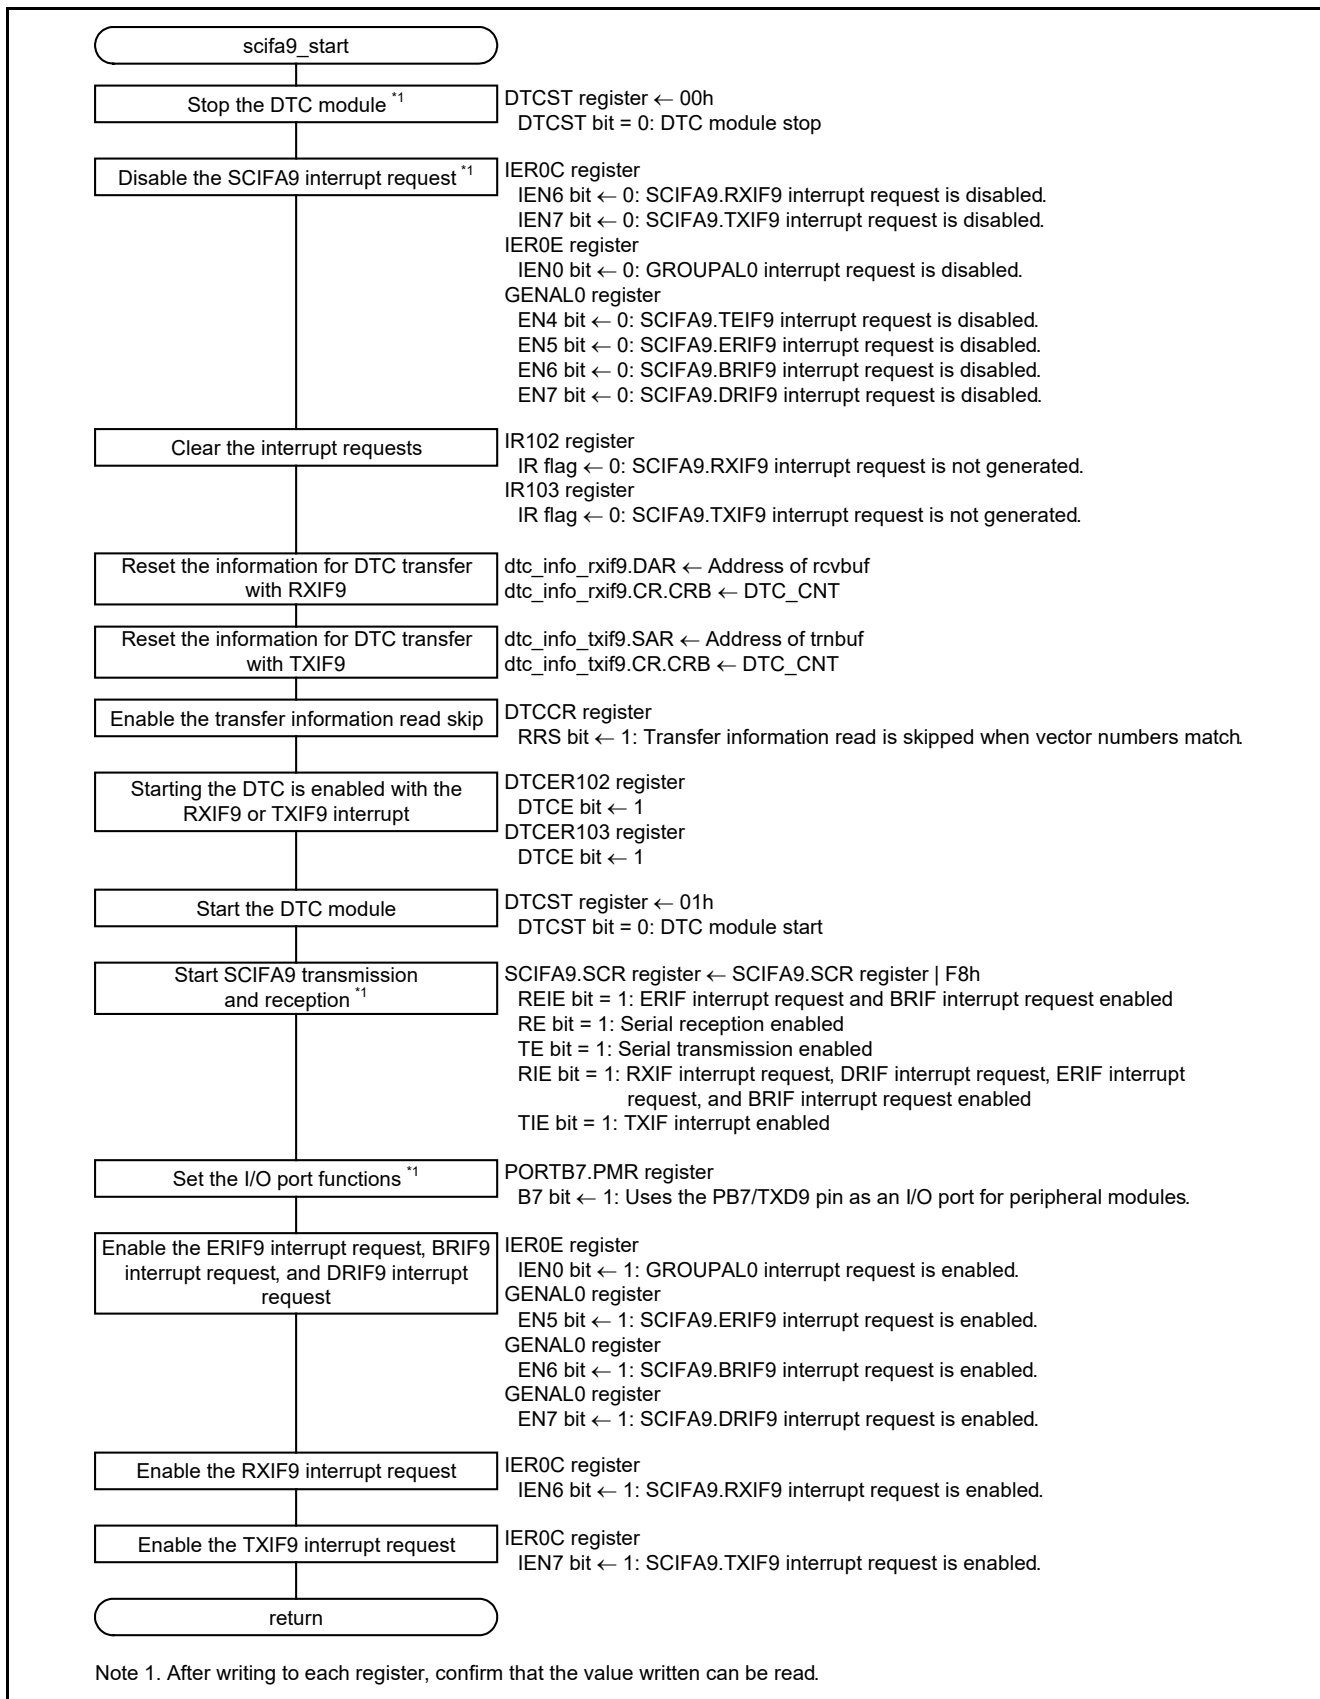 scifa9_start
Stop the DTC module *1
DTCST register ← 00h
DTCST bit = 0: DTC module stop
Disable the SCIFA9 interrupt request *1
IER0C register
IEN6 bit ← 0: SCIFA9.RXIF9 interrupt request is disabled.
IEN7 bit ← 0: SCIFA9.TXIF9 interrupt request is disabled.
IER0E register
IEN0 bit ← 0: GROUPAL0 interrupt request is disabled.
GENAL0 register
EN4 bit ← 0: SCIFA9.TEIF9 interrupt request is disabled.
EN5 bit ← 0: SCIFA9.ERIF9 interrupt request is disabled.
EN6 bit ← 0: SCIFA9.BRIF9 interrupt request is disabled.
EN7 bit ← 0: SCIFA9.DRIF9 interrupt request is disabled.
Clear the interrupt requests
IR102 register
IR flag ← 0: SCIFA9.RXIF9 interrupt request is not generated.
IR103 register
IR flag ← 0: SCIFA9.TXIF9 interrupt request is not generated.
Reset the information for DTC transfer
with RXIF9
dtc_info_rxif9.DAR ← Address of rcvbuf
dtc_info_rxif9.CR.CRB ← DTC_CNT
Reset the information for DTC transfer
with TXIF9
dtc_info_txif9.SAR ← Address of trnbuf
dtc_info_txif9.CR.CRB ← DTC_CNT
Enable the transfer information read skip
DTCCR register
RRS bit ← 1: Transfer information read is skipped when vector numbers match.
Starting the DTC is enabled with the
RXIF9 or TXIF9 interrupt
DTCER102 register
DTCE bit ← 1
DTCER103 register
DTCE bit ← 1
Start the DTC module
DTCST register ← 01h
DTCST bit = 0: DTC module start
Start SCIFA9 transmission
and reception *1
SCIFA9.SCR register ← SCIFA9.SCR register | F8h
REIE bit = 1: ERIF interrupt request and BRIF interrupt request enabled
RE bit = 1: Serial reception enabled
TE bit = 1: Serial transmission enabled
RIE bit = 1: RXIF interrupt request, DRIF interrupt request, ERIF interrupt
request, and BRIF interrupt request enabled
TIE bit = 1: TXIF interrupt enabled
Set the I/O port functions *1
PORTB7.PMR register
B7 bit ← 1: Uses the PB7/TXD9 pin as an I/O port for peripheral modules.
Enable the ERIF9 interrupt request, BRIF9
interrupt request, and DRIF9 interrupt
request
IER0E register
IEN0 bit ← 1: GROUPAL0 interrupt request is enabled.
GENAL0 register
EN5 bit ← 1: SCIFA9.ERIF9 interrupt request is enabled.
GENAL0 register
EN6 bit ← 1: SCIFA9.BRIF9 interrupt request is enabled.
GENAL0 register
EN7 bit ← 1: SCIFA9.DRIF9 interrupt request is enabled.
Enable the RXIF9 interrupt request
IER0C register
IEN6 bit ← 1: SCIFA9.RXIF9 interrupt request is enabled.
Enable the TXIF9 interrupt request
IER0C register
IEN7 bit ← 1: SCIFA9.TXIF9 interrupt request is enabled.
return
Note 1. After writing to each register, confirm that the value written can be read.